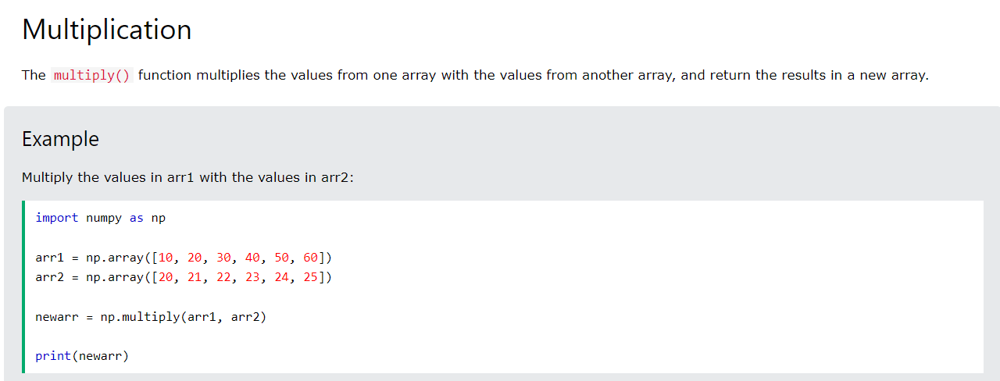 Multiplication
The multiply() function multiplies the values from one array with the values from another array, and return the results in a new array.
Example
Multiply the values in arr1 with the values in arr2:
import numpy as np
arr1 = np.array([10, 20, 30, 40, 50, 60])
arr2 = np.array([20, 21, 22, 23, 24, 25])
newarr = np.multiply(arr1, arr2)
print(newarr)